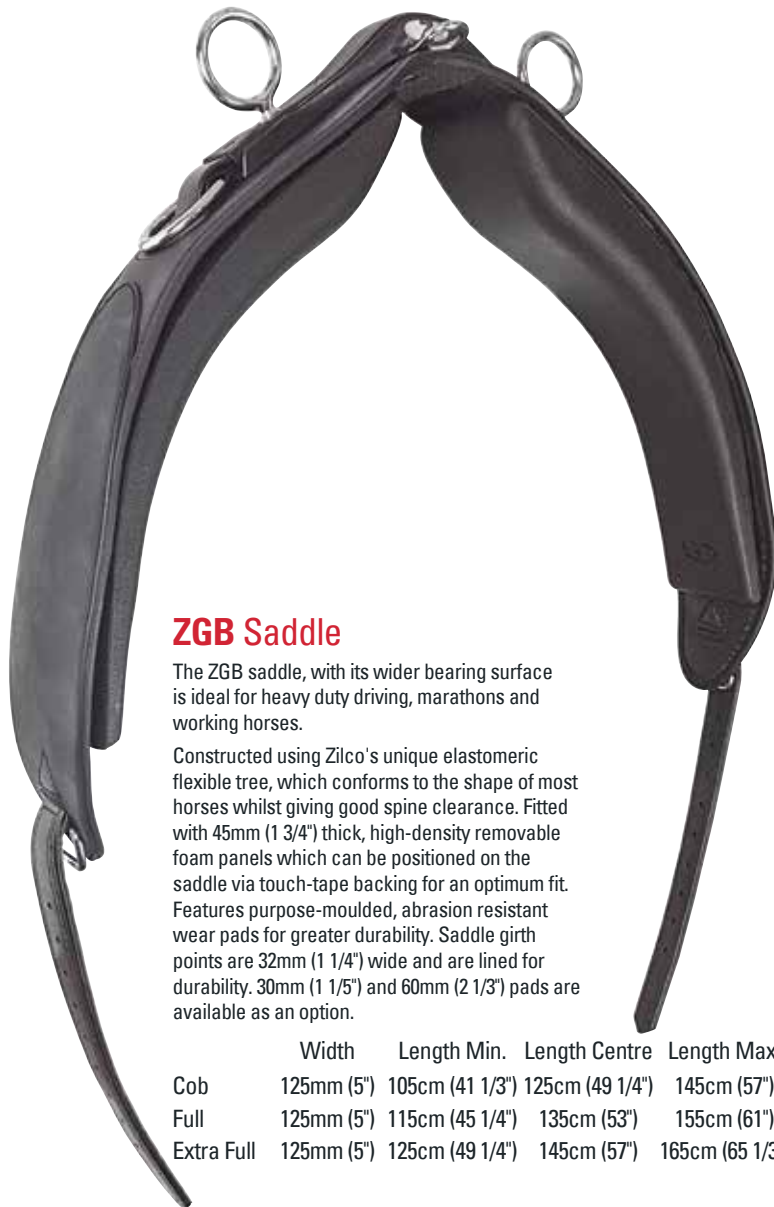 ZGB Saddle
The ZGB saddle, with its wider bearing surface
is ideal for heavy duty driving, marathons and
working horses.
Constructed using Zilco's unique elastomeric
flexible tree, which conforms to the shape of most
horses whilst giving good spine clearance. Fitted
with 45mm (1 3/4") thick, high-density removable
foam panels which can be positioned on the
saddle via touch-tape backing for an optimum fit.
Features purpose-moulded, abrasion resistant
wear pads for greater durability. Saddle girth
points are 32mm (1 1/4") wide and are lined for
durability. 30mm (1 1/5") and 60mm (2 1/3") pads are
available as an option.
Width Length Min. Length Centre Length Max
Cob 125mm (5") 105cm (41 1/3") 125cm (49 1/4") 145cm (57")
Full 125mm (5") 115cm (45 1/4") 135cm (53") 155cm (61")
Extra Full 125mm (5") 125cm (49 1/4") 145cm (57") 165cm (65 1/3